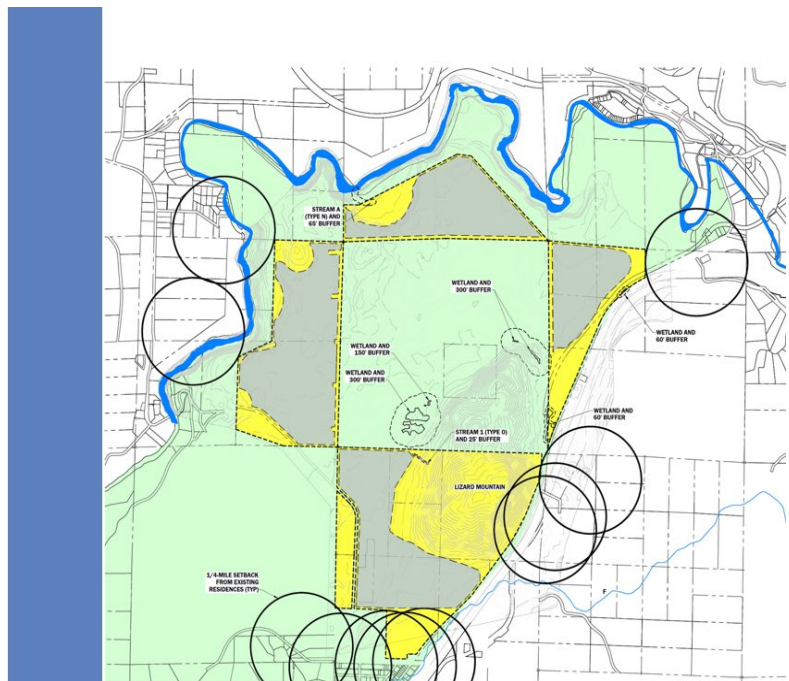 STREAM A
(TYPE N) AND
65' BUFFER
WETLAND AND
300' BUFFER
WETLAND AND
60' BUFFER
WETLAND AND
150' BUFFER
WETLAND AND
300' BUFFER
WETLAND AND
60' BUFFER
STREAM 1 (TYPE O)
AND 25' BUFFER
LIZARD MOUNTAIN
1/4-MILE SETBACK
FROM EXISTING
RESIDENCES (TYP)
F